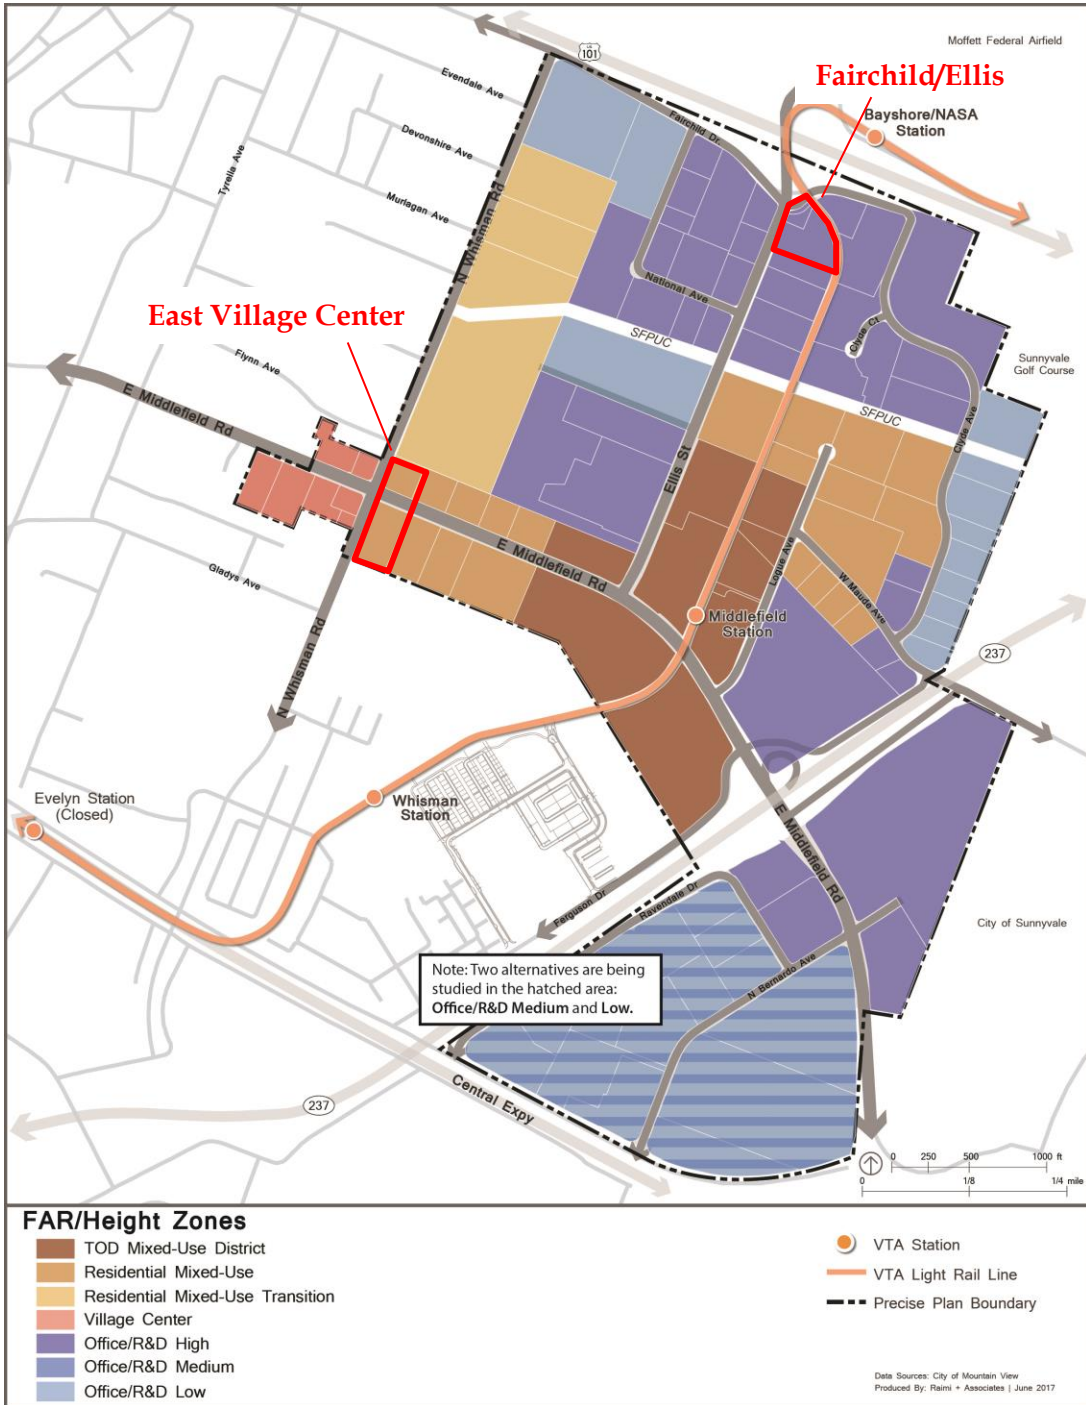 Moffett Federal Airfield
US
101
Fairchild/Ellis
Evendale Ave
Bayshore/NASA
Station
Fairchild Dr.
Devonshire Ave
Tyrella Ave
Murlagan Ave
N Whisman Rd
National Ave
East Village Center
SFPUC
Clyde Ct
Flynn Ave
Sunnyvale
Golf Course
E Middlefield Rd
SFPUC
Clyde Ave
Ellis St
E Middlefield Rd
Logue Ave
Gladys Ave
W Maude Ave
Middlefield
Station
237
N Whisman Rd
Evelyn Station
(Closed)
Whisman
Station
E Middlefield Rd
Ferguson Dr
Ravendale Dr
City of Sunnyvale
Note: Two alternatives are being
studied in the hatched area:
Office/R&D Medium and Low.
N Bernardo Ave
Central Expy
237
0 250 500 1000 ft
0 1/8 1/4 mile
FAR/Height Zones
TOD Mixed-Use District
Residential Mixed-Use
Residential Mixed-Use Transition
Village Center
Office/R&D High
Office/R&D Medium
Office/R&D Low
VTA Station
VTA Light Rail Line
Precise Plan Boundary
Data Sources: City of Mountain View
Produced By: Raimi + Associates | June 2017